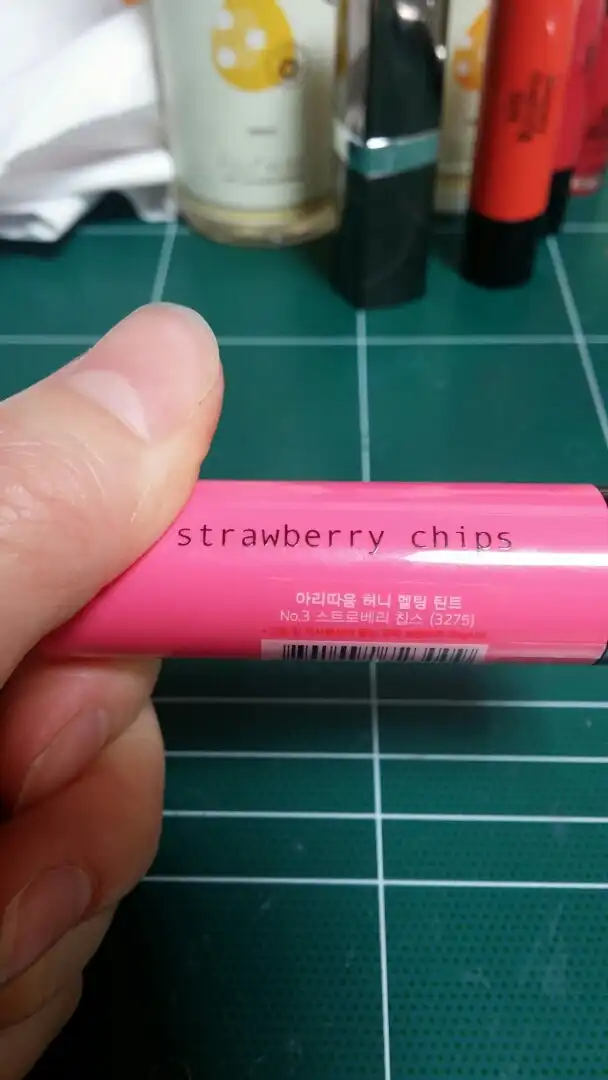 strawberry chips
아리따움 허니 멜팅 틴트
No.3 스트로베리 칩스 (3275)